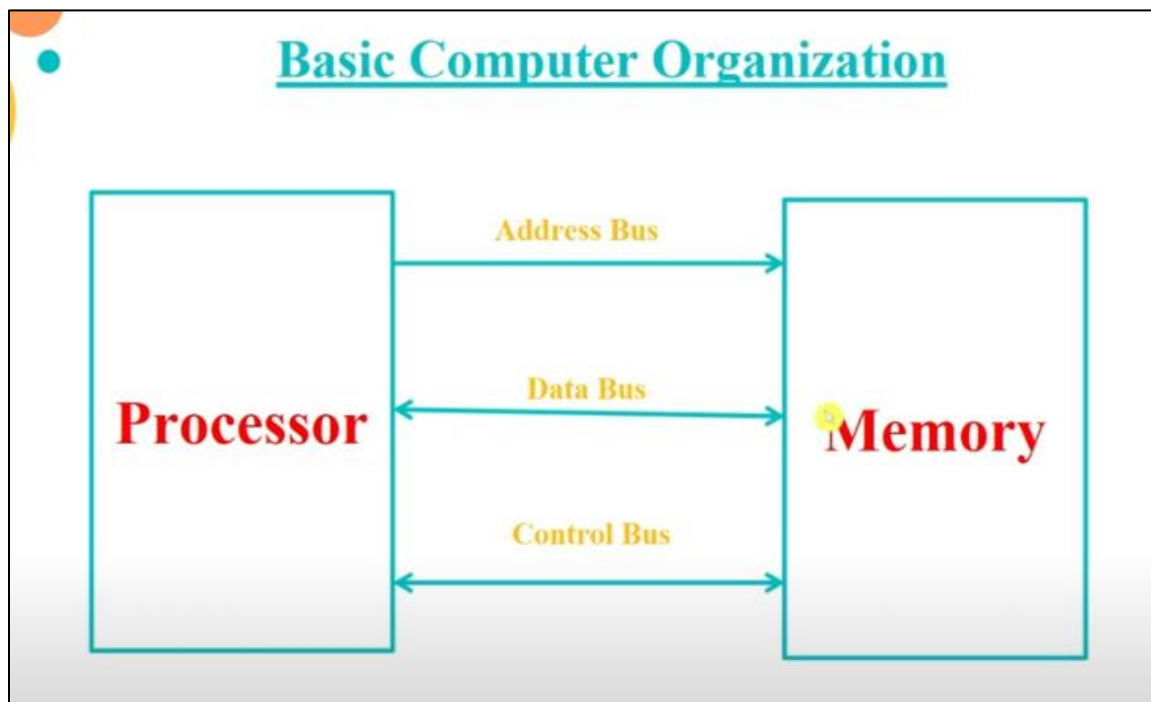 Basic Computer Organization
Address Bus
Data Bus
Processor
Memory
Control Bus